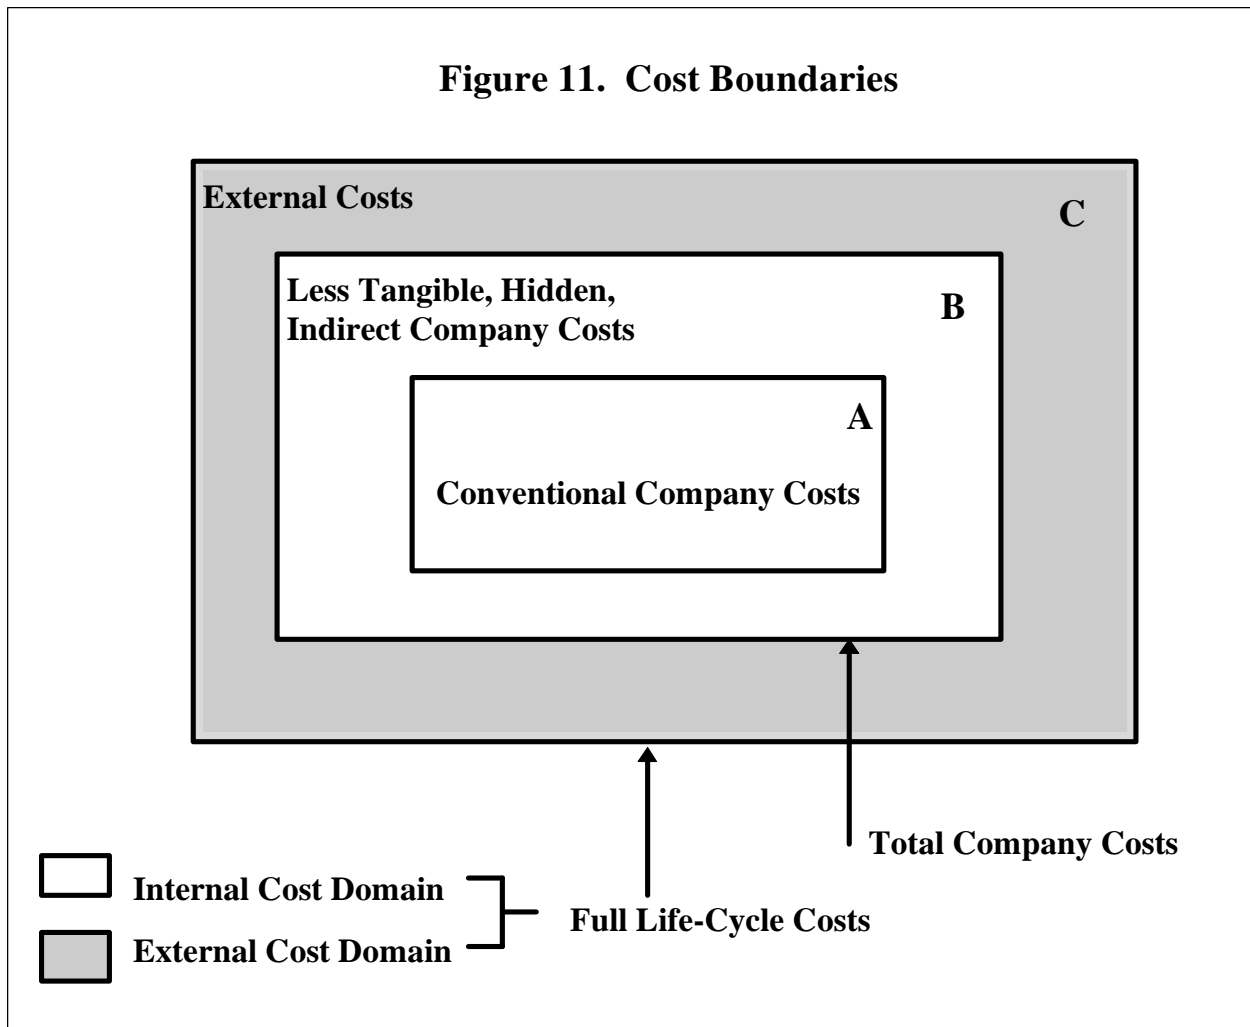 Figure 11.  Cost Boundaries
External Costs
C
Less Tangible, Hidden,
Indirect Company Costs
B
A
Conventional Company Costs
Total Company Costs
Internal Cost Domain
Full Life-Cycle Costs
External Cost Domain